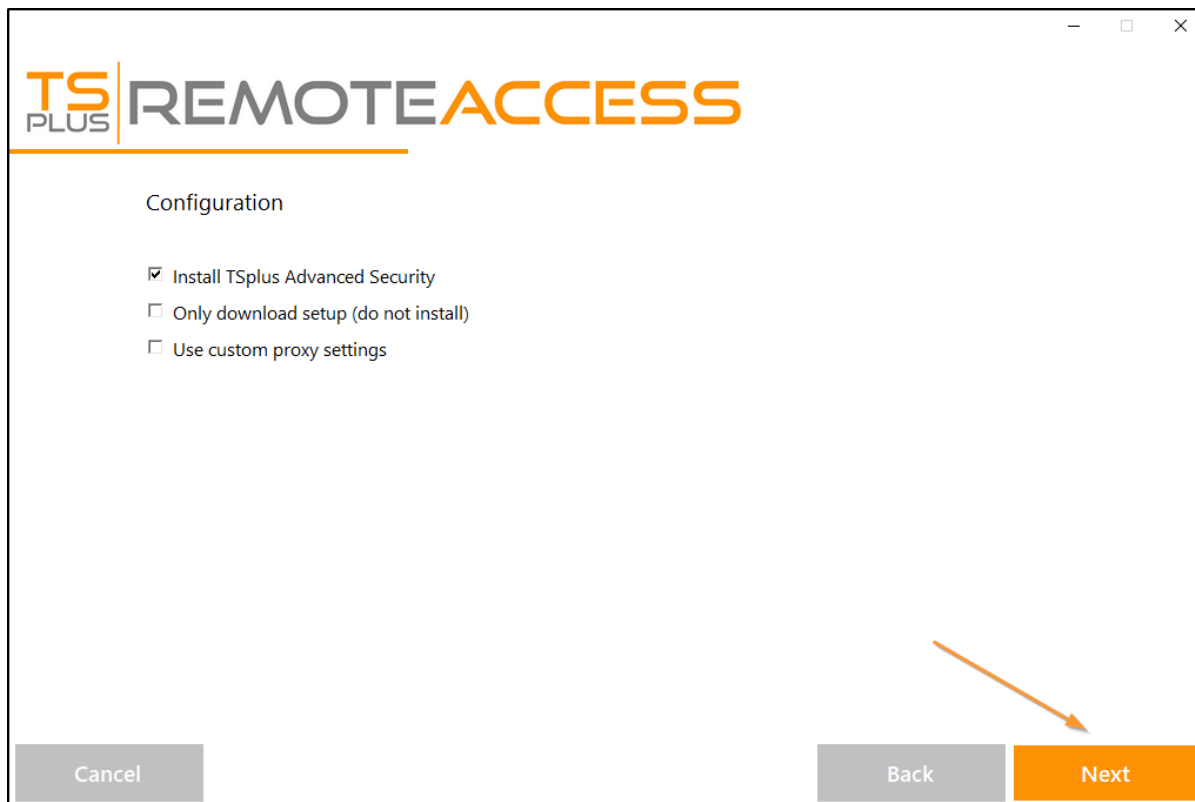 TS PLUS REMOTEACCESS
Configuration
Install TSplus Advanced Security
Only download setup (do not install)
Use custom proxy settings
Cancel
Back
Next